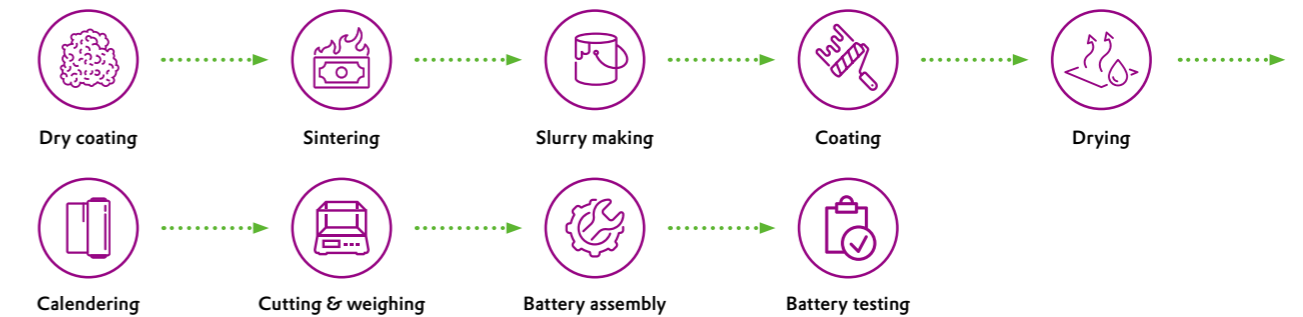 Dry coating
Sintering
Slurry making
Coating
Drying
Calendering
Cutting & weighing
Battery assembly
Battery testing